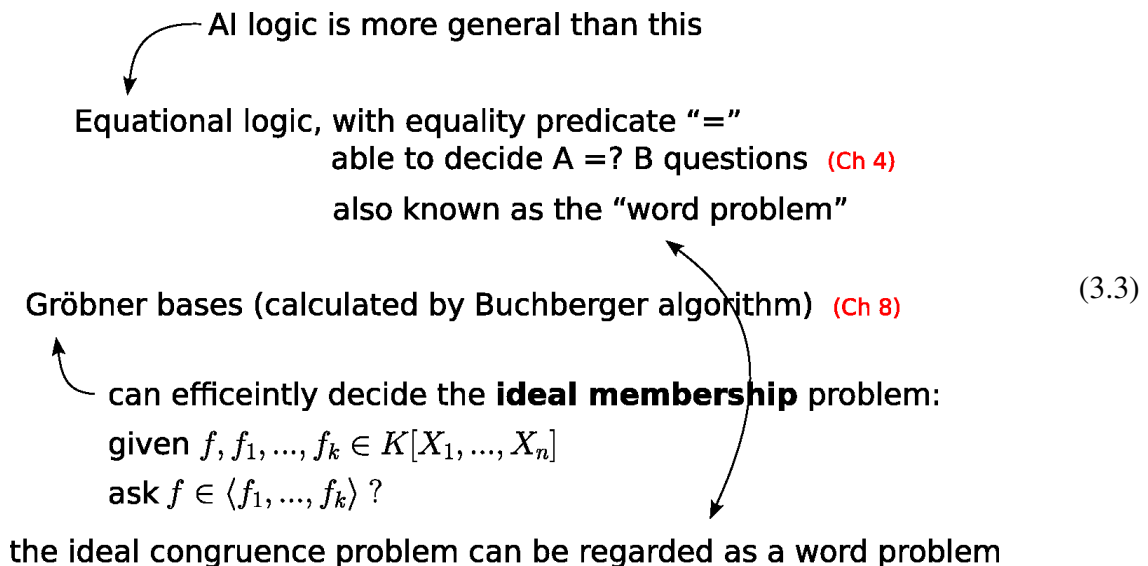 AI logic is more general than this
Equational logic, with equality predicate “=”
able to decide A =? B questions (Ch 4)
also known as the “word problem”
(3.3)
Gröbner bases (calculated by Buchberger algorithm) (Ch 8)
can efficeintly decide the ideal membership problem:
given f, f₁, ..., fₖ ∈ K[X₁, ..., Xₙ]
ask f ∈ ⟨f₁, ..., fₖ⟩ ?
the ideal congruence problem can be regarded as a word problem